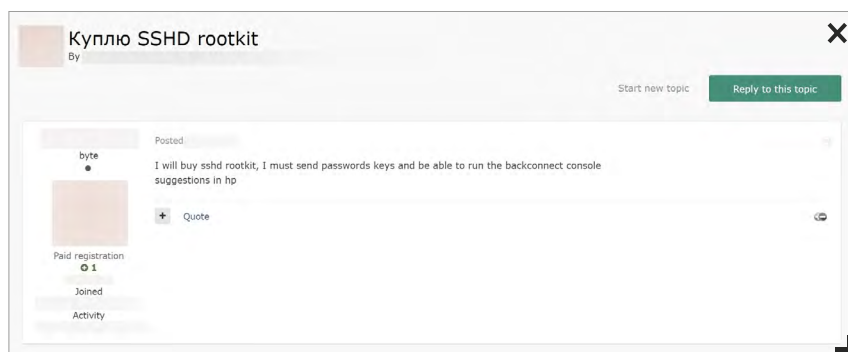 Куплю SSHD rootkit
By
Start new topic
Reply to this topic
byte
Posted
I will buy sshd rootkit, I must send passwords keys and be able to run the backconnect console
suggestions in hp
+ Quote
Paid registration
1
Joined
Activity